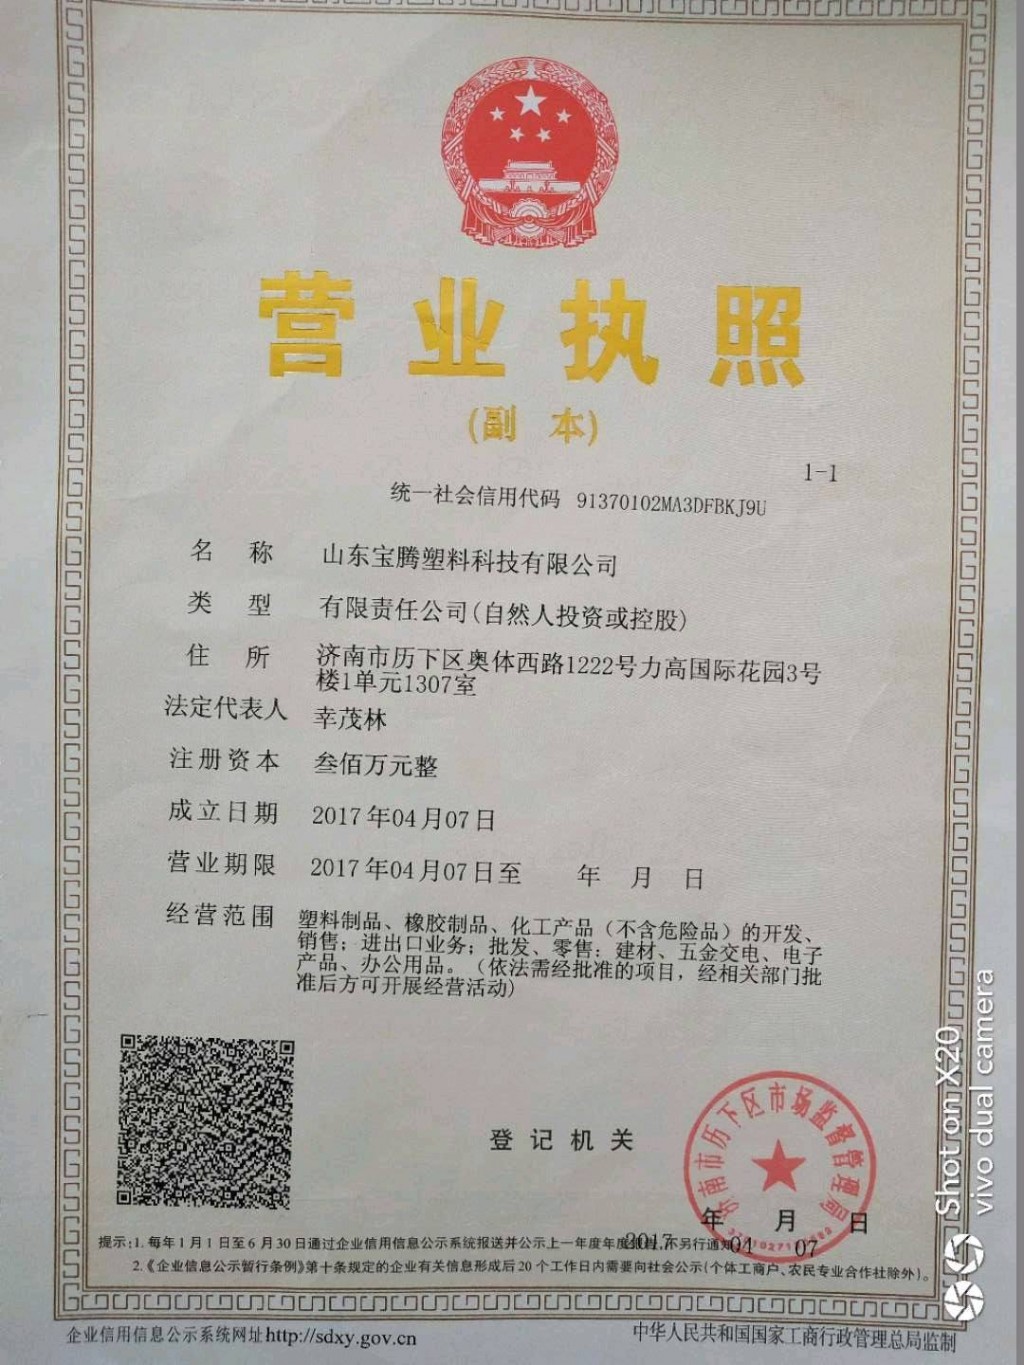 营业执照
(副 本)
1-1
统一社会信用代码 91370102MA3DFBKJ9U
名 称 山东宝腾塑料科技有限公司
类 型 有限责任公司(自然人投资或控股)
住 所 济南市历下区奥体西路1222号力高国际花园3号
楼1单元1307室
法定代表人 幸茂林
注册资本 叁佰万元整
成立日期 2017年04月07日
营业期限 2017年04月07日至 年 月 日
经营范围 塑料制品、橡胶制品、化工产品（不含危险品）的开发、
销售；进出口业务；批发、零售：建材、五金交电、电子
产品、办公用品。（依法需经批准的项目，经相关部门批
准后方可开展经营活动)
登记机关
济南市历下区市场监督管理局
年 月 日
2017 04 07
提示：1. 每年1月1日至6月30日通过企业信用信息公示系统报送并公示上一年度年度报告，不另行通知
2.《企业信息公示暂行条例》第十条规定的企业有关信息形成后20个工作日内需要向社会公示(个体工商户、农民专业合作社除外)。
企业信用信息公示系统网址http://sdxy.gov.cn
中华人民共和国国家工商行政管理总局监制
Shot on X20
vivo dual camera